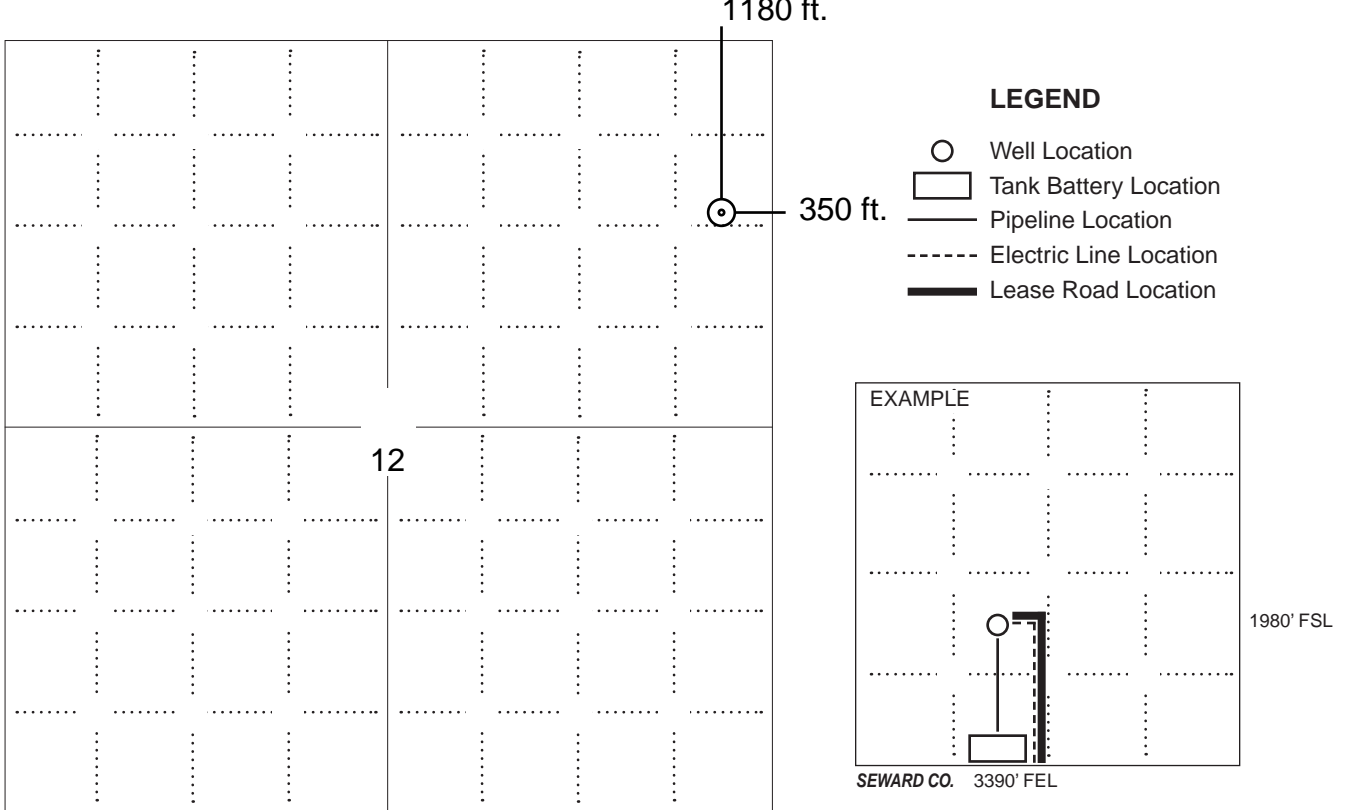 1180 ft.
LEGEND
Well Location
Tank Battery Location
350 ft.
Pipeline Location
Electric Line Location
Lease Road Location
EXAMPLE
12
1980' FSL
SEWARD CO. 3390' FEL